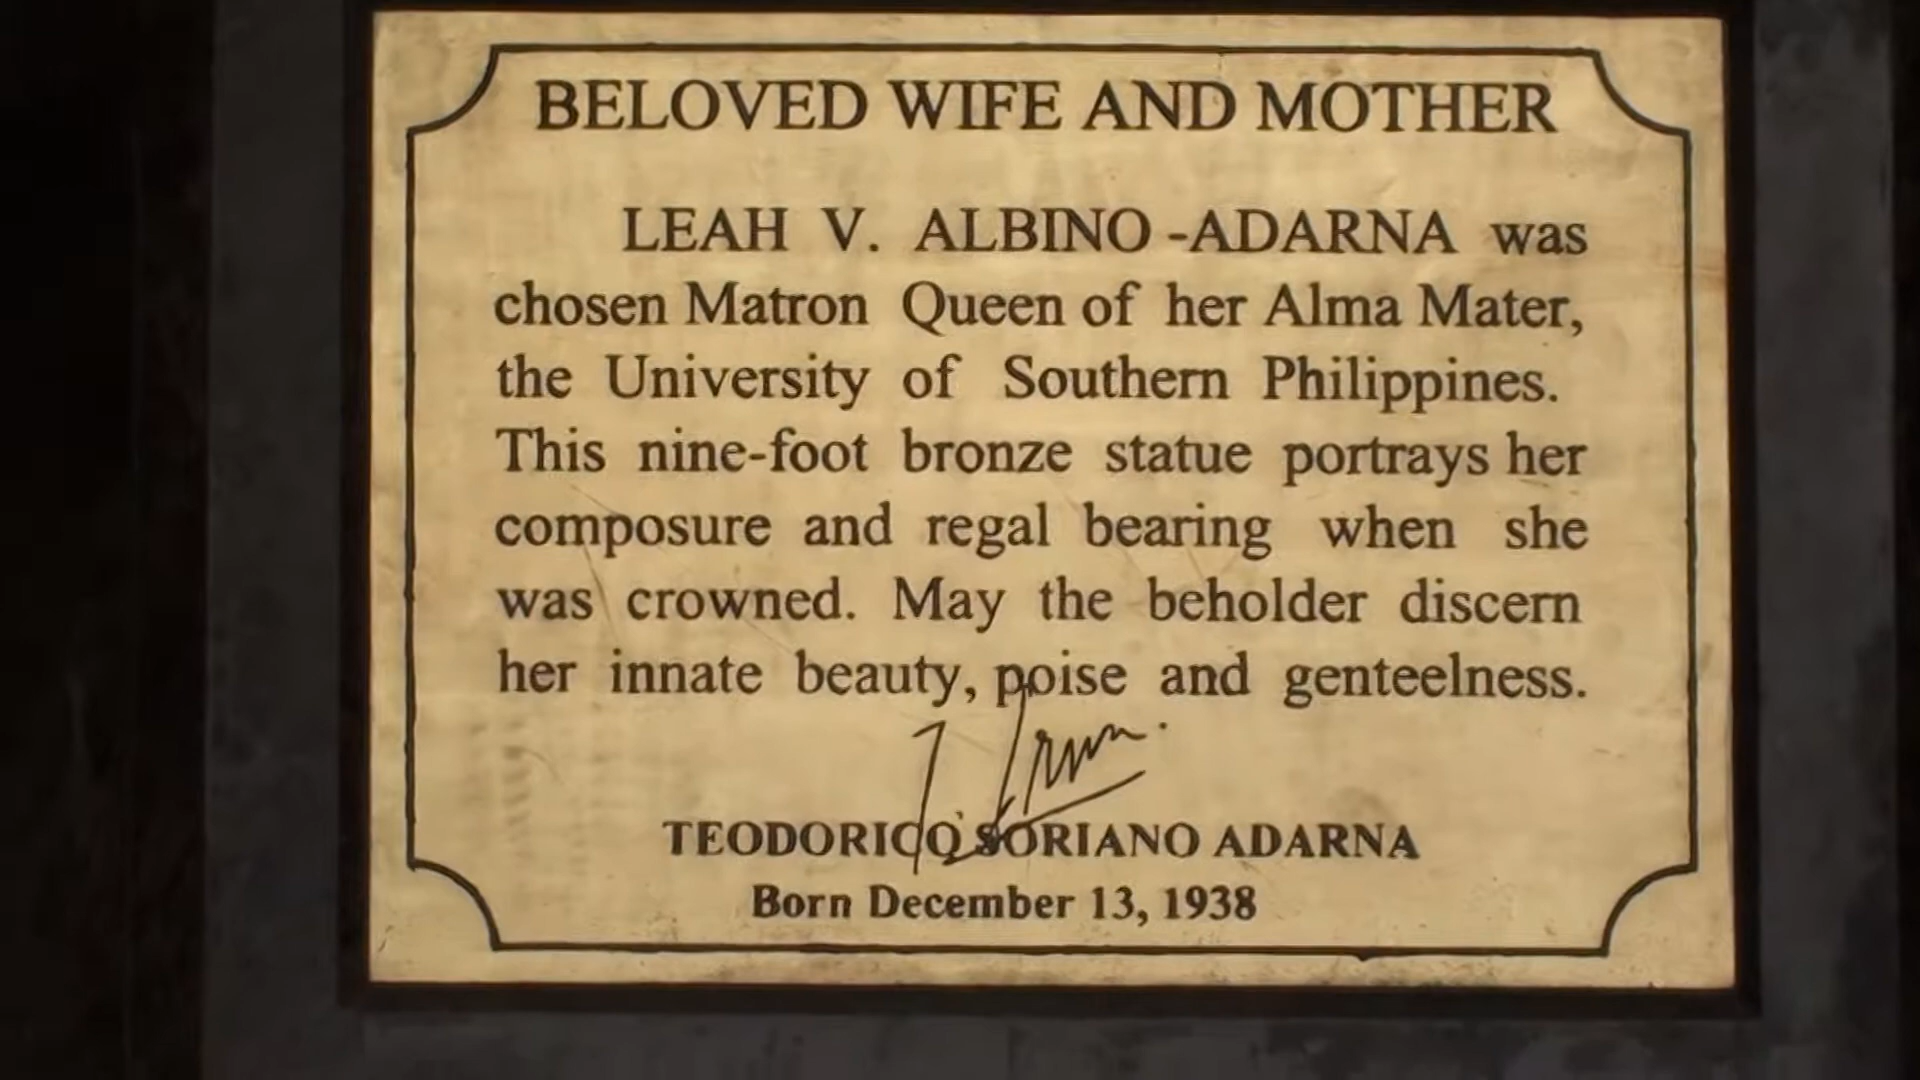 BELOVED WIFE AND MOTHER
LEAH V. ALBINO -ADARNA was
chosen Matron Queen of her Alma Mater,
the University of Southern Philippines.
This nine-foot bronze statue portrays her
composure and regal bearing when she
was crowned. May the beholder discern
her innate beauty, poise and genteelness.
TEODORICO SORIANO ADARNA
Born December 13, 1938